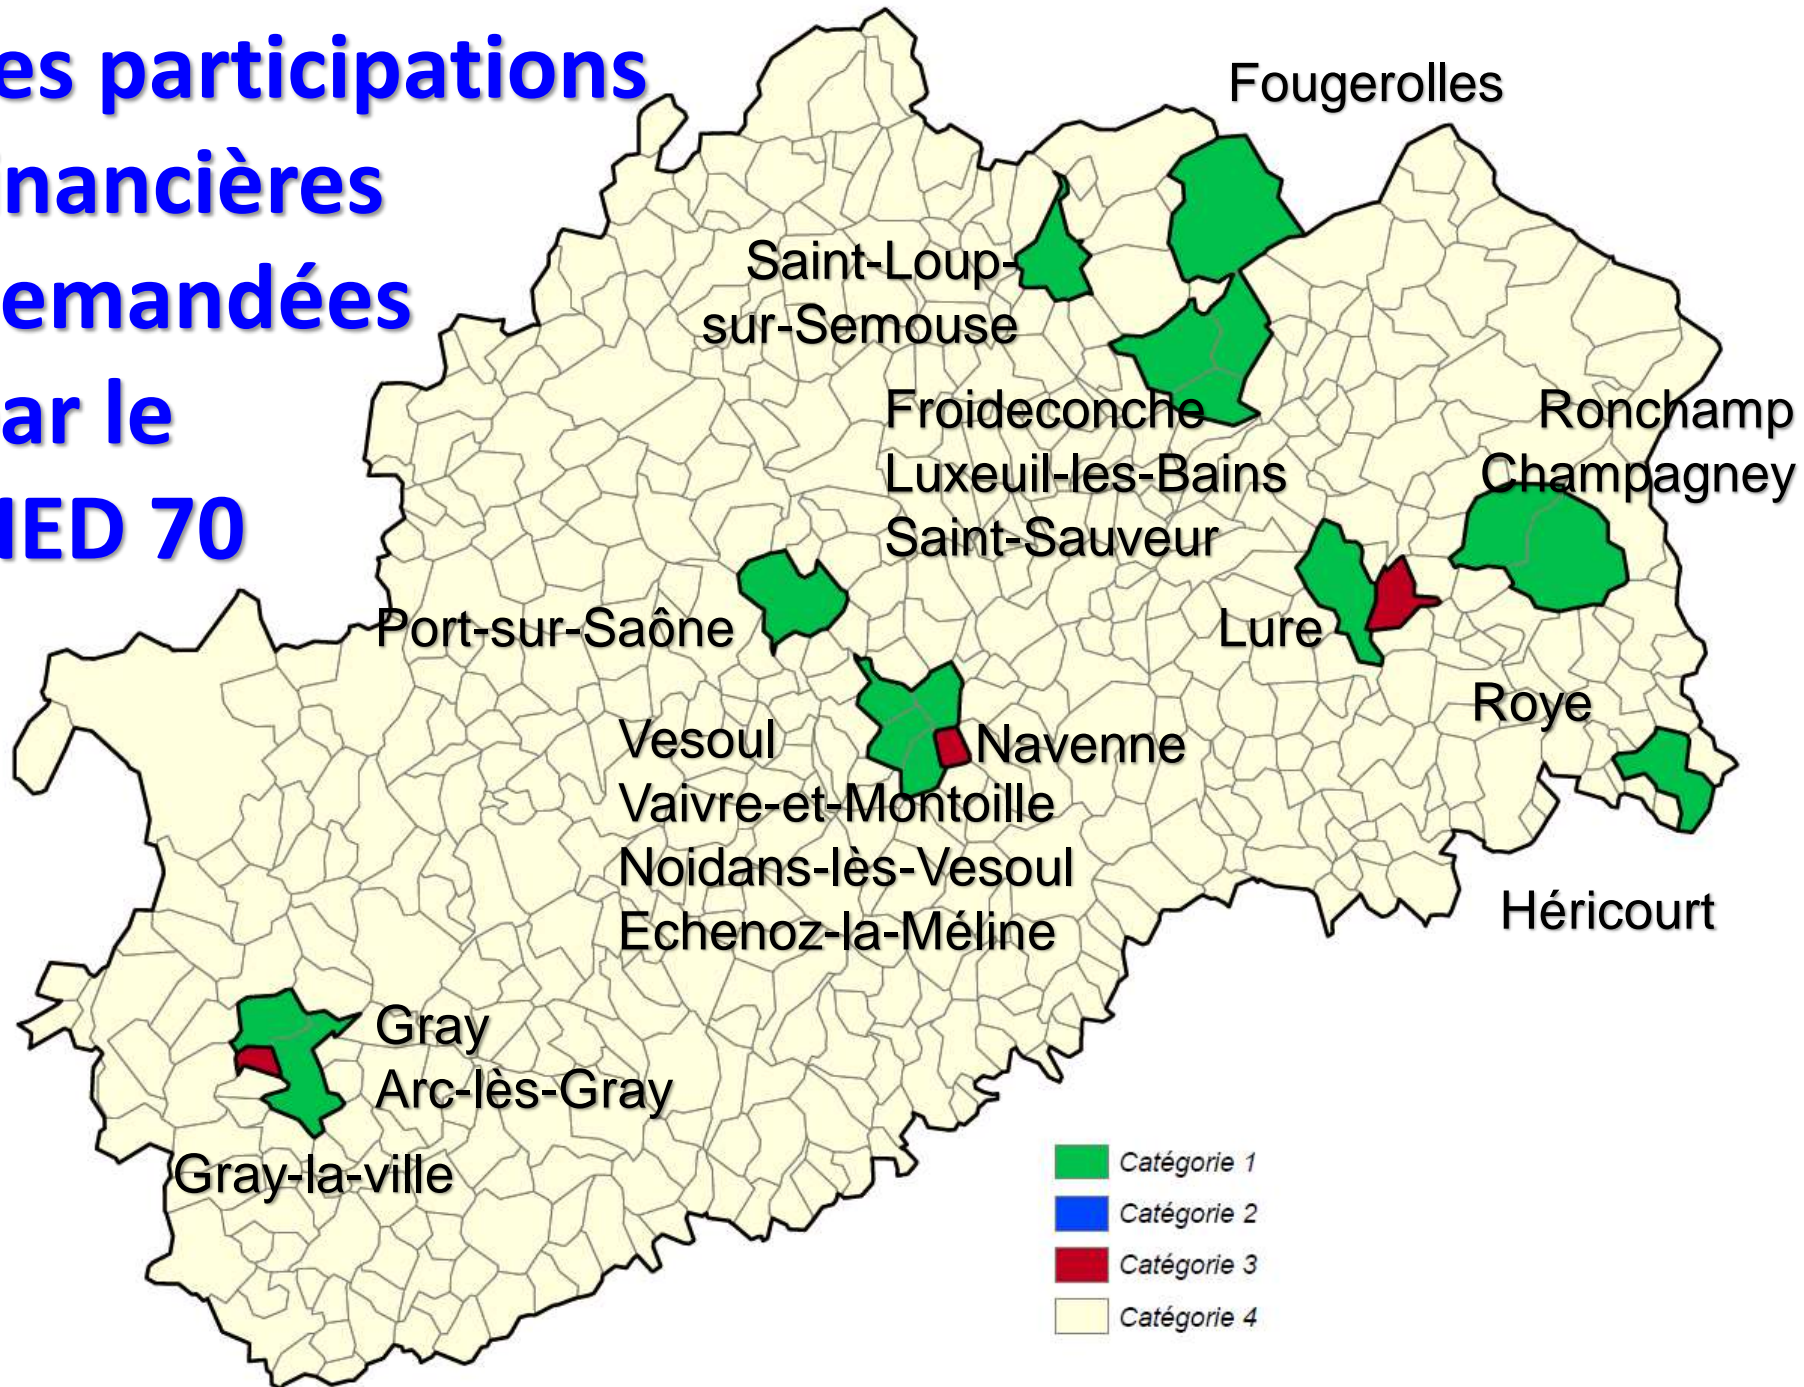 es participations
inancières
emandées
ar le
IED 70
Fougerolles
Saint-Loup-
sur-Semouse
Froideconche
Luxeuil-les-Bains
Saint-Sauveur
Ronchamp
Champagney
Port-sur-Saône
Lure
Roye
Vesoul
Navenne
Vaivre-et-Montoille
Noidans-lès-Vesoul
Echenoz-la-Méline
Héricourt
Gray
Arc-lès-Gray
Gray-la-ville
Catégorie 1
Catégorie 2
Catégorie 3
Catégorie 4